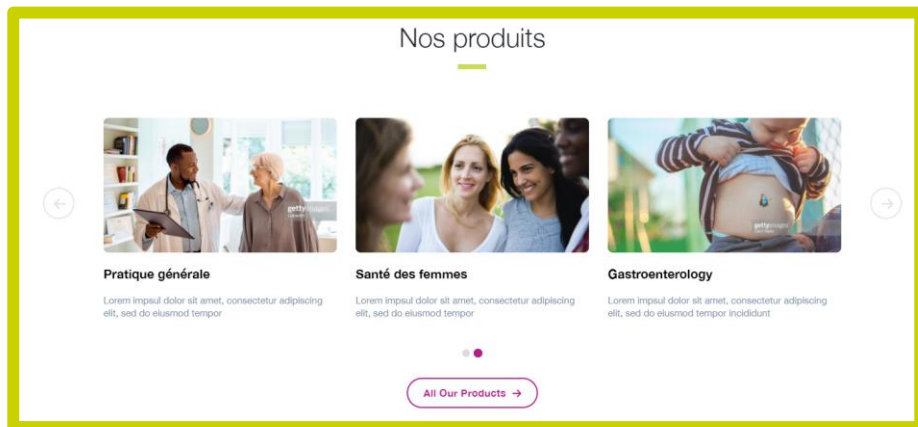 Nos produits
gettyimages
gettyimages
Pratique générale
Santé des femmes
Gastroenterology
Lorem impsul dolor sit amet, consectetur adipiscing
elit, sed do eiusmod tempor
Lorem impsul dolor sit amet, consectetur adipiscing
elit, sed do eiusmod tempor
Lorem impsul dolor sit amet, consectetur adipiscing
elit, sed do eiusmod tempor incididunt
All Our Products →